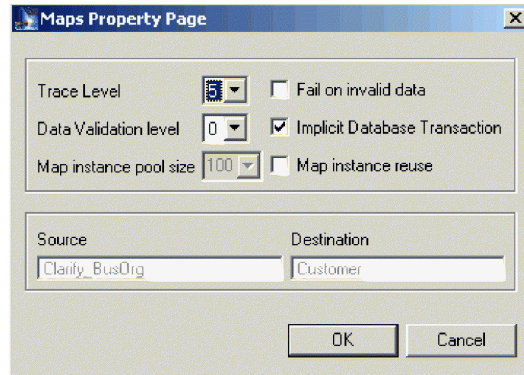 Maps Property Page
Trace Level 5 Fail on invalid data
Data Validation level 0 Implicit Database Transaction
Map instance pool size 100 Map instance reuse
Source Destination
Clarify_BusOrg Customer
OK Cancel